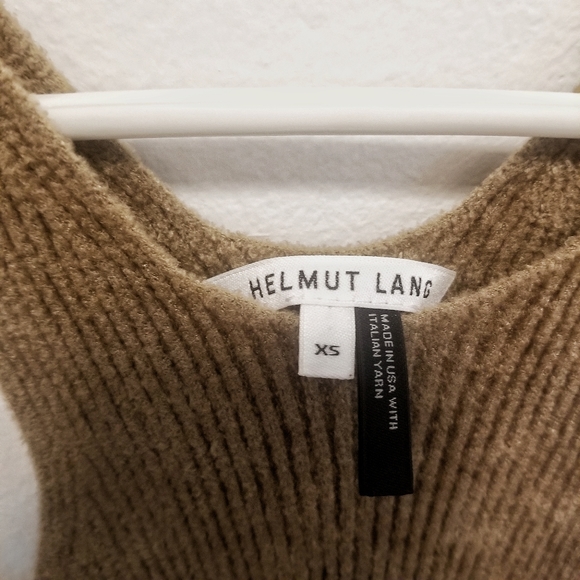 HELMUT LANG
XS
MADE IN USA WITH
ITALIAN YARN